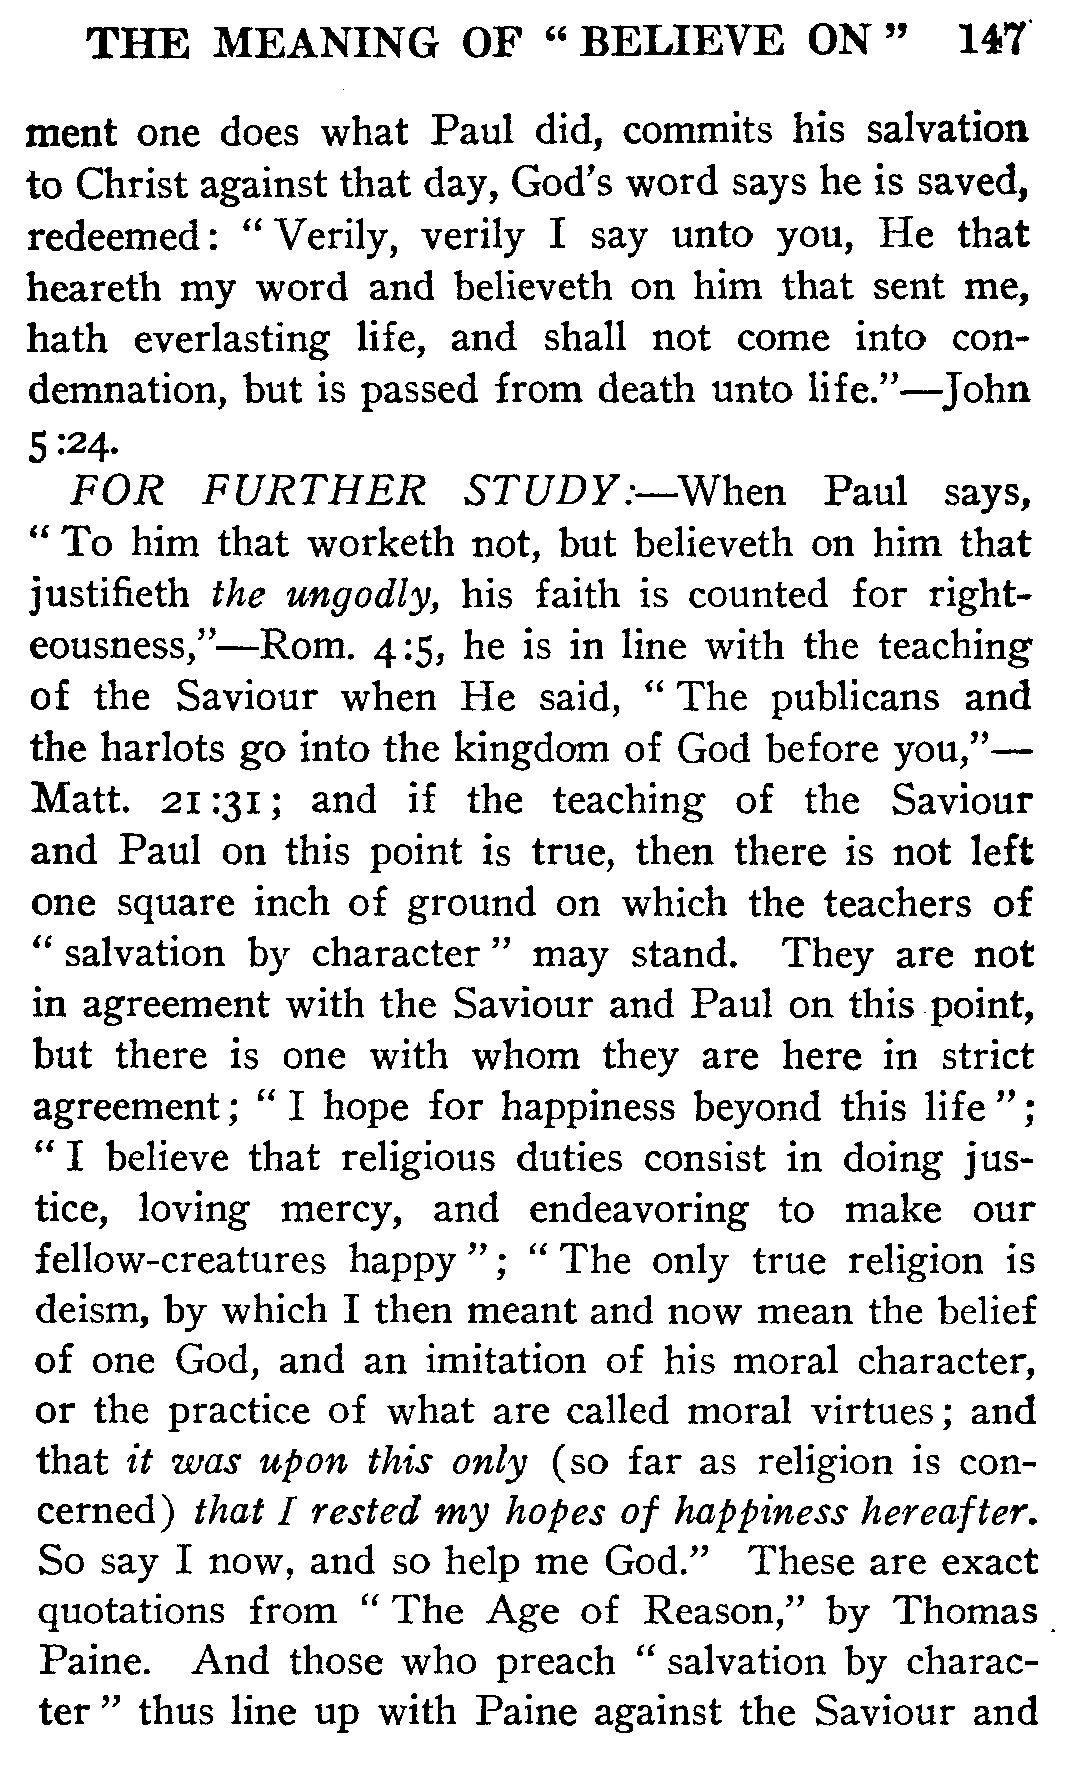 THE MEANING OF “ BELIEVE ON ” 147
ment one does what Paul did, commits his salvation
to Christ against that day, God’s word says he is saved,
redeemed: “ Verily, verily I say unto you, He that
heareth my word and believeth on him that sent me,
hath everlasting life, and shall not come into con-
demnation, but is passed from death unto life.”—John
5:24.
FOR FURTHER STUDY:—When Paul says,
“ To him that worketh not, but believeth on him that
justifieth the ungodly, his faith is counted for right-
eousness,”—Rom. 4:5, he is in line with the teaching
of the Saviour when He said, “ The publicans and
the harlots go into the kingdom of God before you,”—
Matt. 21:31; and if the teaching of the Saviour
and Paul on this point is true, then there is not left
one square inch of ground on which the teachers of
“ salvation by character ” may stand. They are not
in agreement with the Saviour and Paul on this point,
but there is one with whom they are here in strict
agreement; “ I hope for happiness beyond this life ”;
“ I believe that religious duties consist in doing jus-
tice, loving mercy, and endeavoring to make our
fellow-creatures happy ”; “ The only true religion is
deism, by which I then meant and now mean the belief
of one God, and an imitation of his moral character,
or the practice of what are called moral virtues; and
that it was upon this only (so far as religion is con-
cerned) that I rested my hopes of happiness hereafter.
So say I now, and so help me God.” These are exact
quotations from “ The Age of Reason,” by Thomas
Paine. And those who preach “ salvation by charac-
ter ” thus line up with Paine against the Saviour and